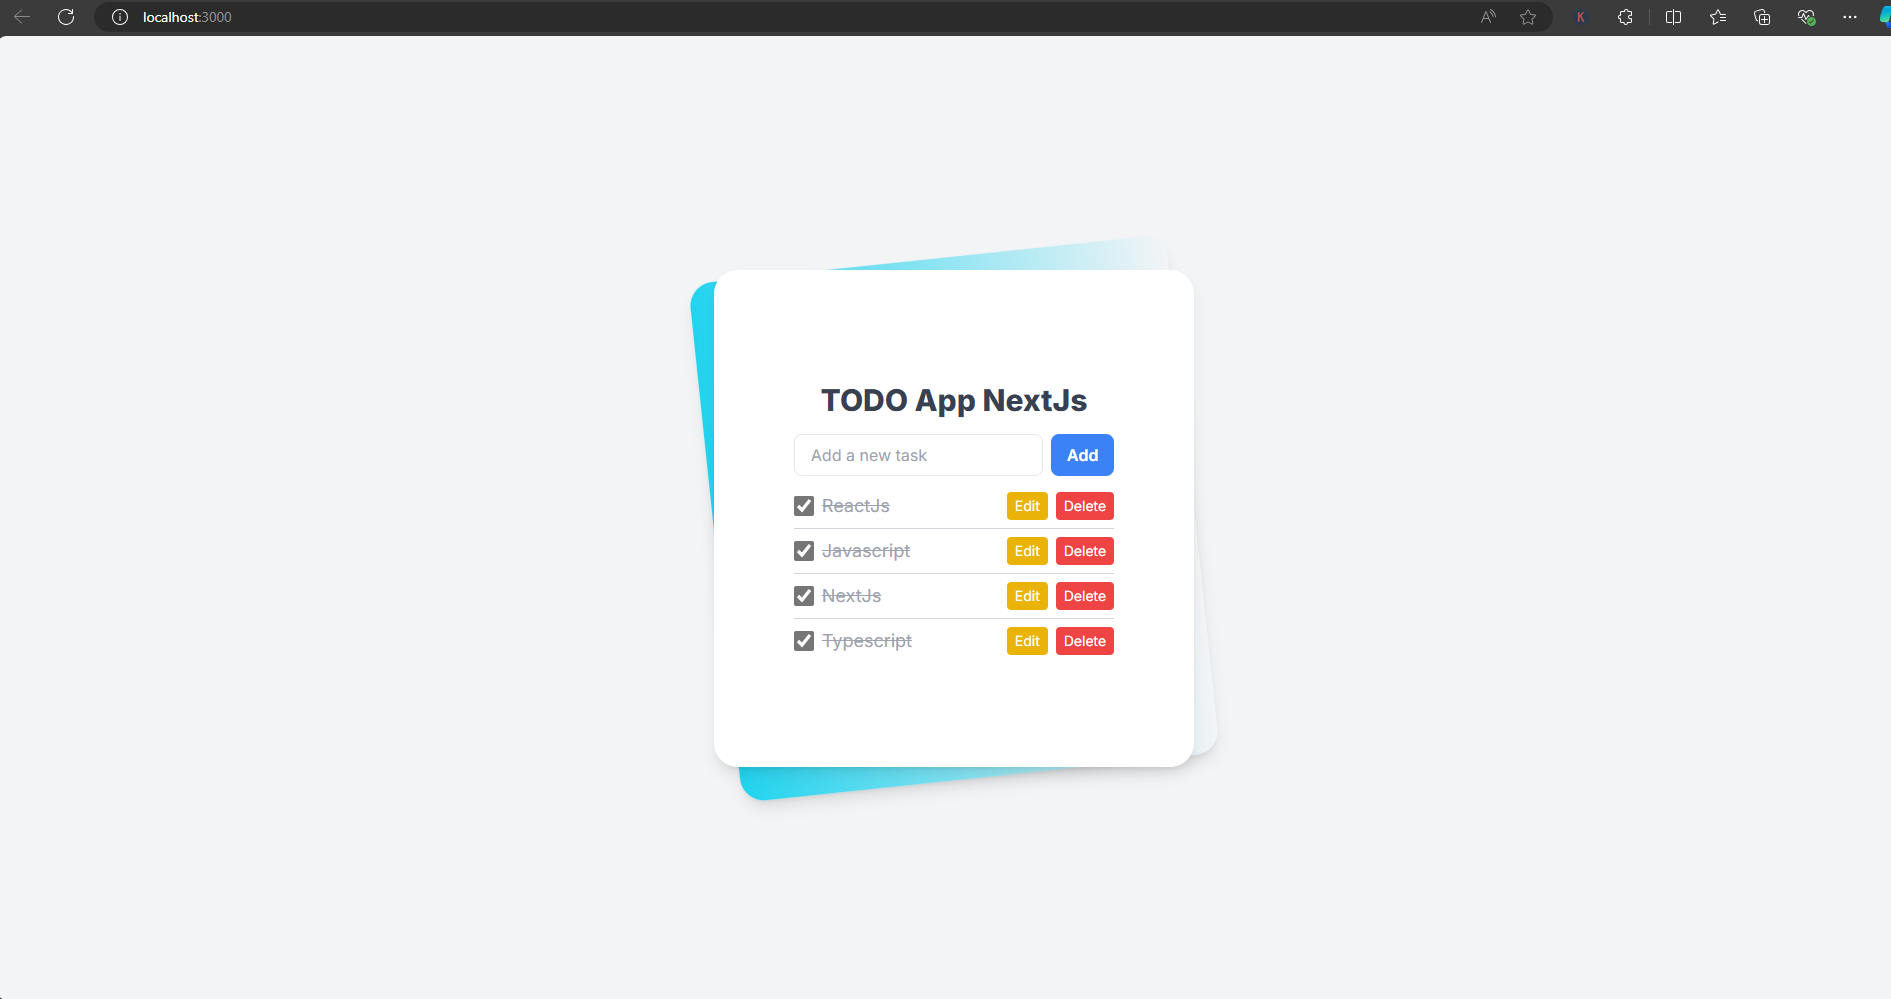 localhost:3000
K
TODO App NextJs
Add a new task Add
ReactJs Edit Delete
Javascript Edit Delete
NextJs Edit Delete
Typescript Edit Delete